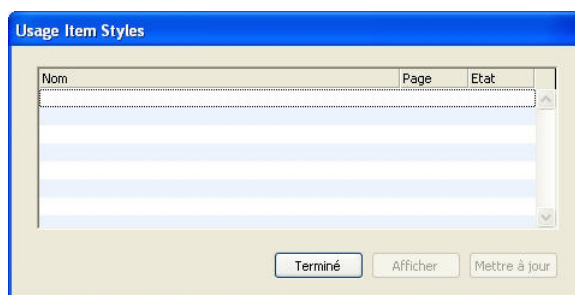 Usage Item Styles
Nom Page Etat
Terminé Afficher Mettre à jour